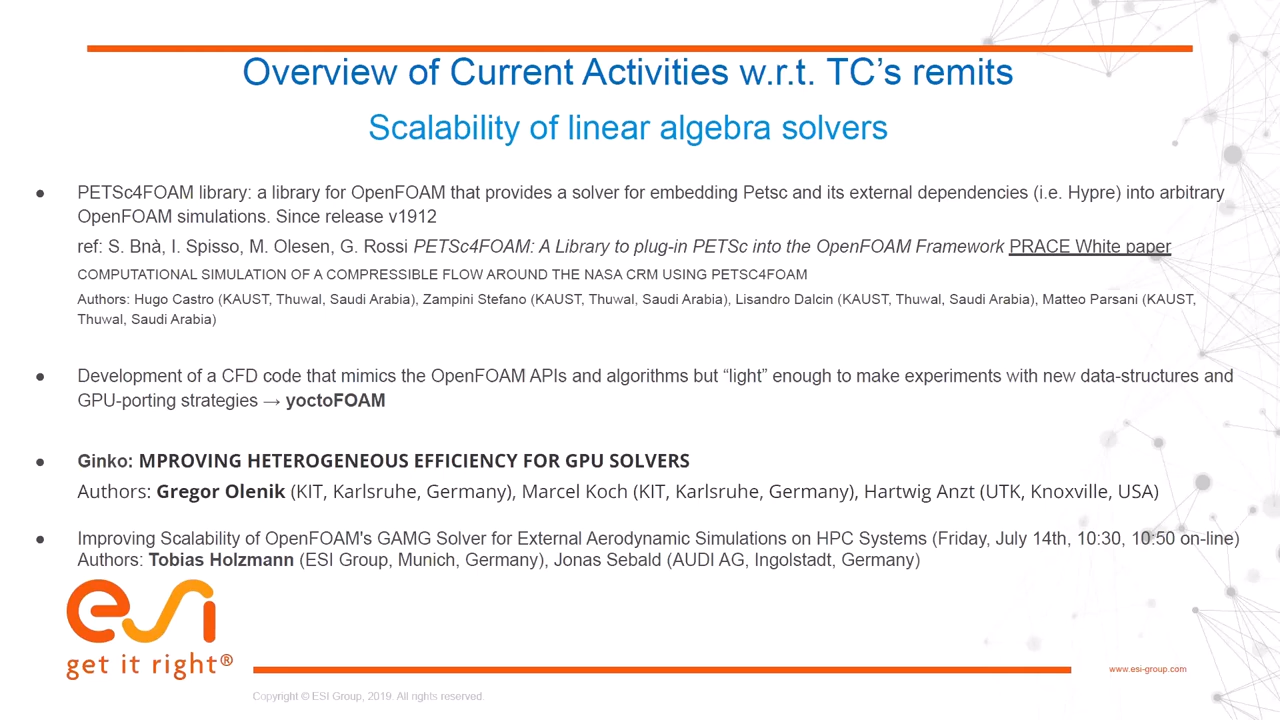 Overview of Current Activities w.r.t. TC’s remits
Scalability of linear algebra solvers
● PETSc4FOAM library: a library for OpenFOAM that provides a solver for embedding Petsc and its external dependencies (i.e. Hypre) into arbitrary
OpenFOAM simulations. Since release v1912
ref: S. Bnà, I. Spisso, M. Olesen, G. Rossi PETSc4FOAM: A Library to plug-in PETSc into the OpenFOAM Framework PRACE White paper
COMPUTATIONAL SIMULATION OF A COMPRESSIBLE FLOW AROUND THE NASA CRM USING PETSC4FOAM
Authors: Hugo Castro (KAUST, Thuwal, Saudi Arabia), Zampini Stefano (KAUST, Thuwal, Saudi Arabia), Lisandro Dalcin (KAUST, Thuwal, Saudi Arabia), Matteo Parsani (KAUST,
Thuwal, Saudi Arabia)
● Development of a CFD code that mimics the OpenFOAM APIs and algorithms but “light” enough to make experiments with new data-structures and
GPU-porting strategies → yoctoFOAM
● Ginko: MPROVING HETEROGENEOUS EFFICIENCY FOR GPU SOLVERS
Authors: Gregor Olenik (KIT, Karlsruhe, Germany), Marcel Koch (KIT, Karlsruhe, Germany), Hartwig Anzt (UTK, Knoxville, USA)
● Improving Scalability of OpenFOAM's GAMG Solver for External Aerodynamic Simulations on HPC Systems (Friday, July 14th, 10:30, 10:50 on-line)
Authors: Tobias Holzmann (ESI Group, Munich, Germany), Jonas Sebald (AUDI AG, Ingolstadt, Germany)
esi
get it right®
www.esi-group.com
Copyright © ESI Group, 2019. All rights reserved.